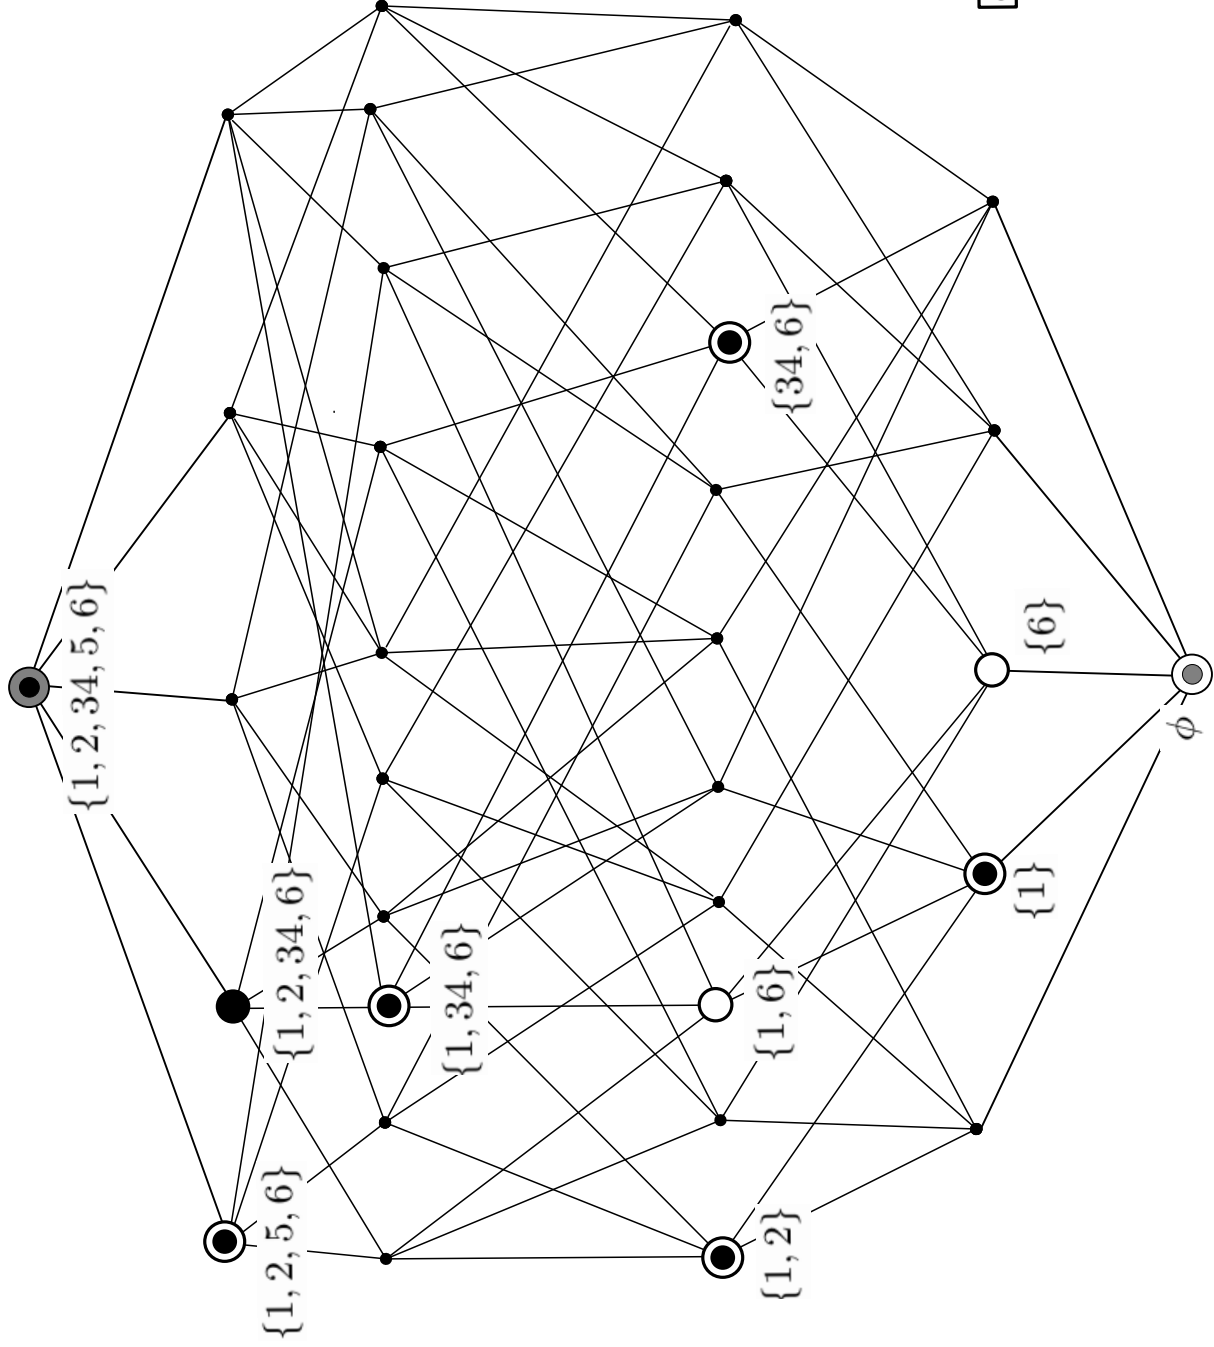 {1, 2, 34, 5, 6}
{1, 2, 34, 6}
{1, 2, 5, 6}
{1, 34, 6}
{34, 6}
{1, 6}
{1, 2}
{6}
{1}
ϕ